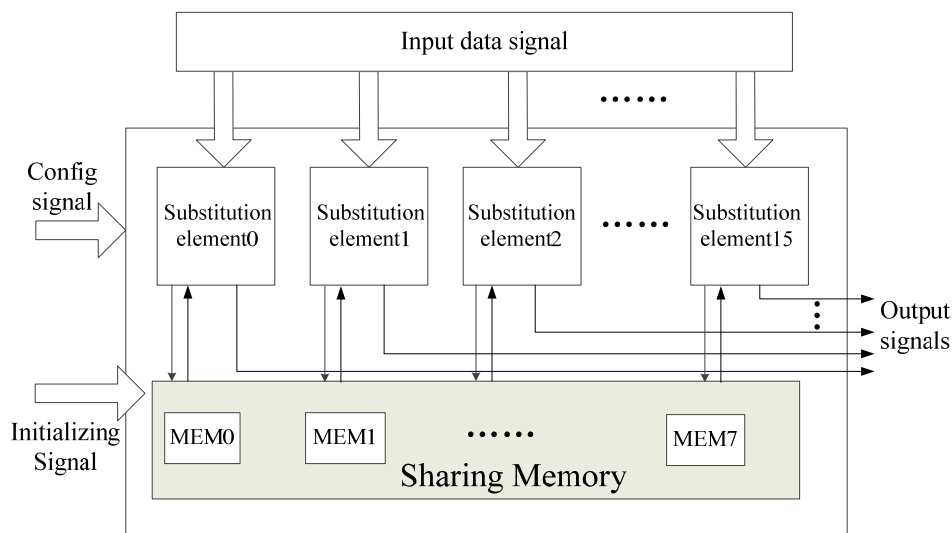 Input data signal
......
Config
signal
Substitution
element0
Substitution
element1
Substitution
element2
......
Substitution
element15
Output
signals
Initializing
Signal
MEM0
MEM1
......
MEM7
Sharing Memory